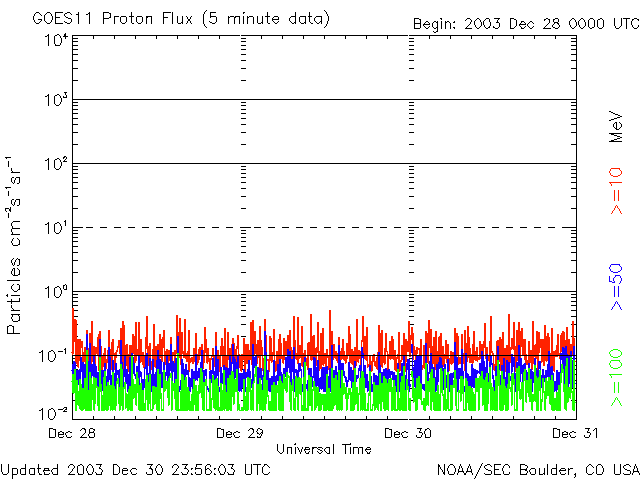 GOES11 Proton Flux (5 minute data)
Begin: 2003 Dec 28 0000 UTC
Particles cm⁻²s⁻¹sr⁻¹
10⁴
10³
10²
10¹
10⁰
10⁻¹
10⁻²
Dec 28
Dec 29
Dec 30
Dec 31
Universal Time
MeV
>=10
>=50
>=100
Updated 2003 Dec 30 23:56:03 UTC
NOAA/SEC Boulder, CO USA